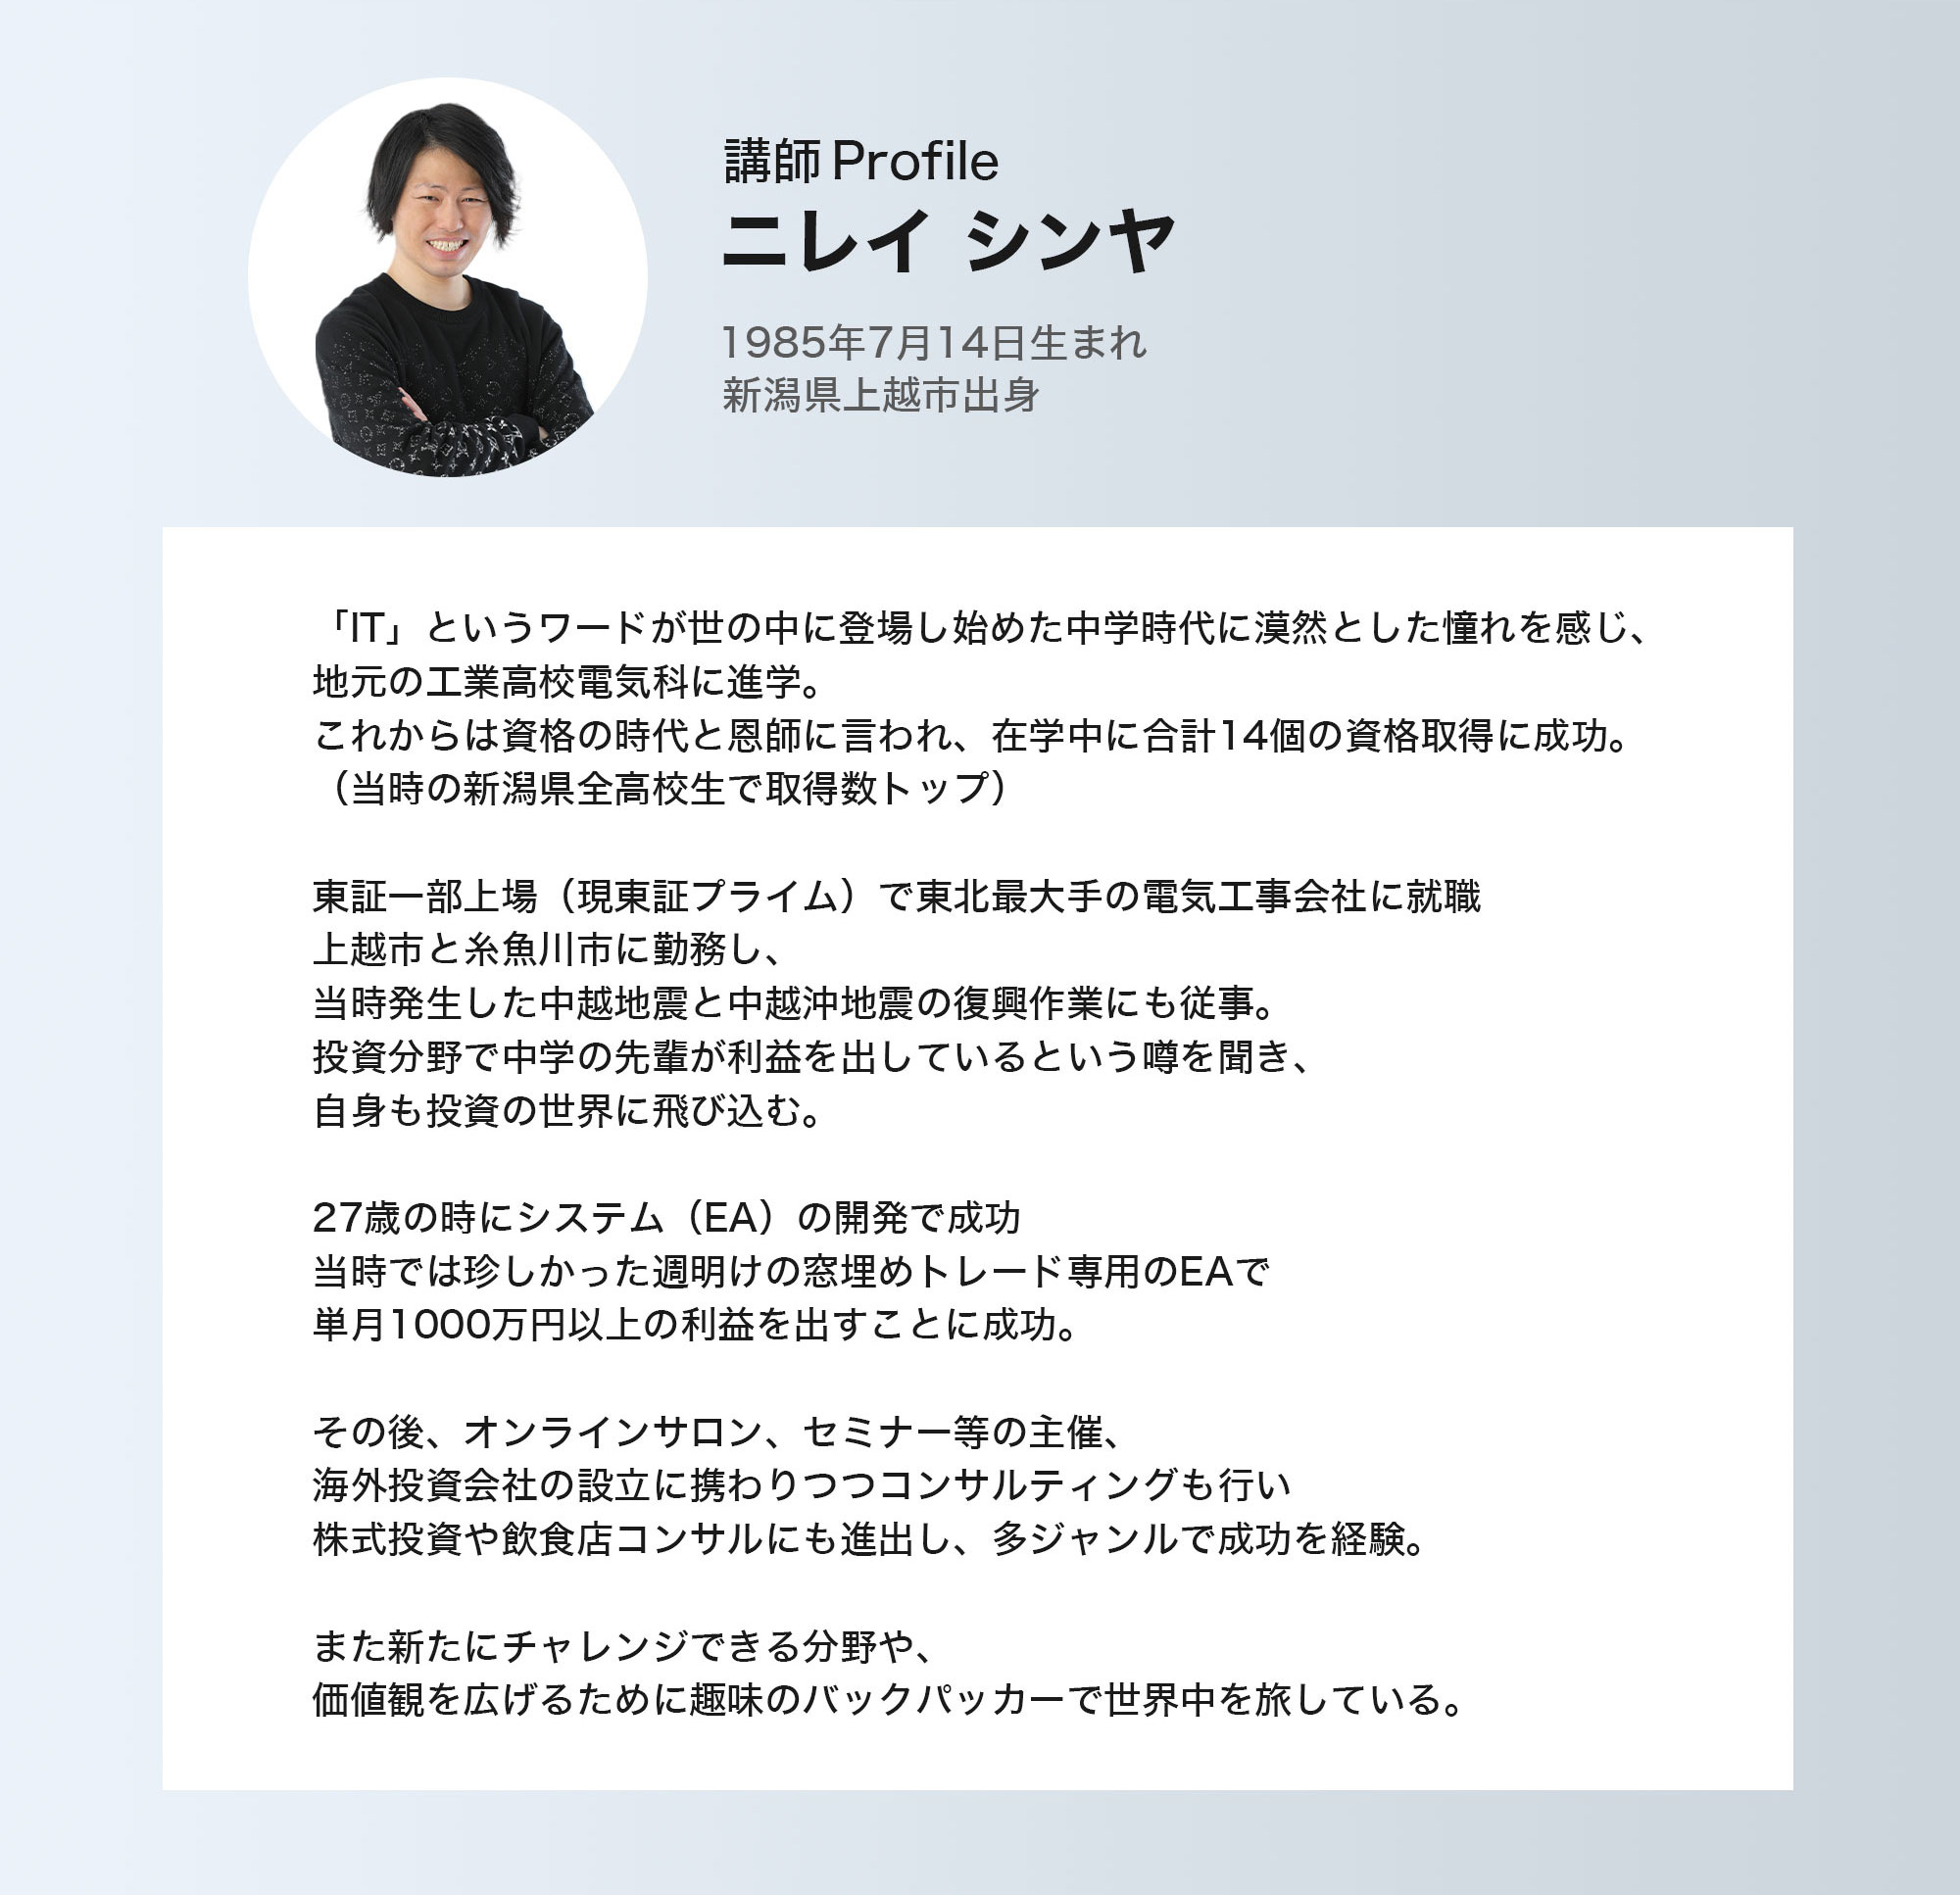 講師 Profile
ニレイ シンヤ
1985年7月14日生まれ
新潟県上越市出身
「IT」というワードが世の中に登場し始めた中学時代に漠然とした憧れを感じ、
地元の工業高校電気科に進学。
これからは資格の時代と恩師に言われ、在学中に合計14個の資格取得に成功。
（当時の新潟県全高校生で取得数トップ）
東証一部上場（現東証プライム）で東北最大手の電気工事会社に就職
上越市と糸魚川市に勤務し、
当時発生した中越地震と中越沖地震の復興作業にも従事。
投資分野で中学の先輩が利益を出しているという噂を聞き、
自身も投資の世界に飛び込む。
27歳の時にシステム（EA）の開発で成功
当時では珍しかった週明けの窓埋めトレード専用のEAで
単月1000万円以上の利益を出すことに成功。
その後、オンラインサロン、セミナー等の主催、
海外投資会社の設立に携わりつつコンサルティングも行い
株式投資や飲食店コンサルにも進出し、多ジャンルで成功を経験。
また新たにチャレンジできる分野や、
価値観を広げるために趣味のバックパッカーで世界中を旅している。